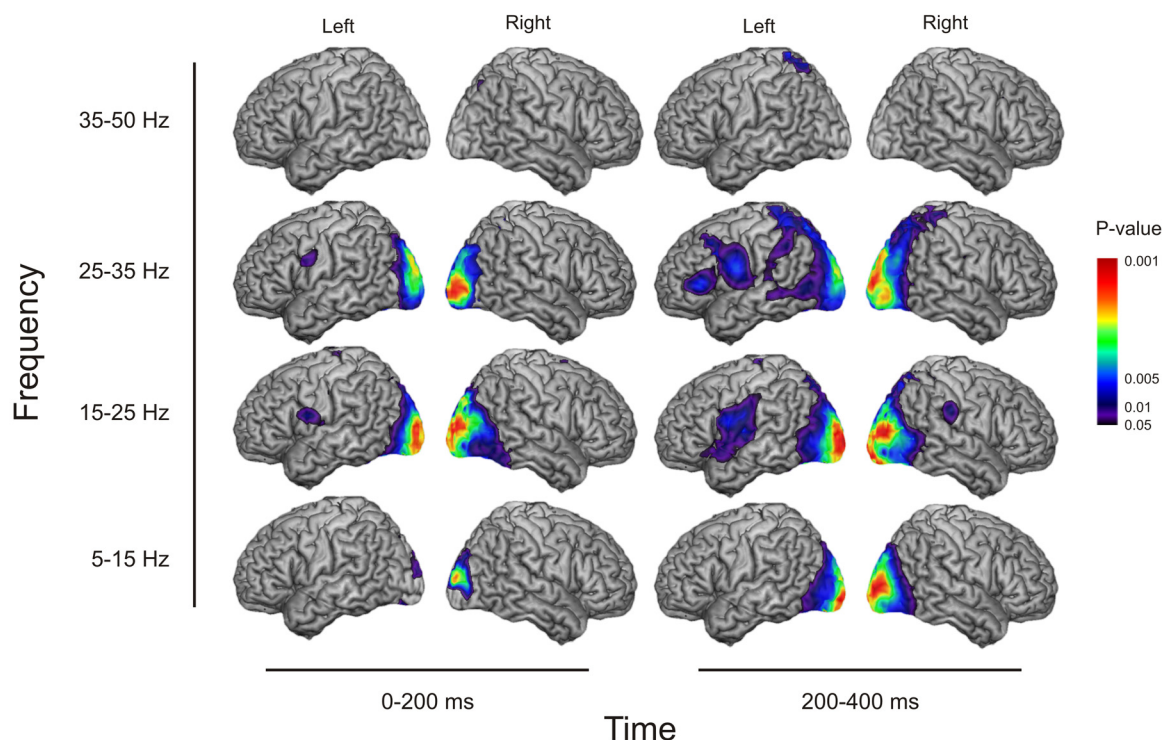 Left
Right
Left
Right
35-50 Hz
25-35 Hz
15-25 Hz
5-15 Hz
Frequency
P-value
0.001
0.005
0.01
0.05
0-200 ms
200-400 ms
Time